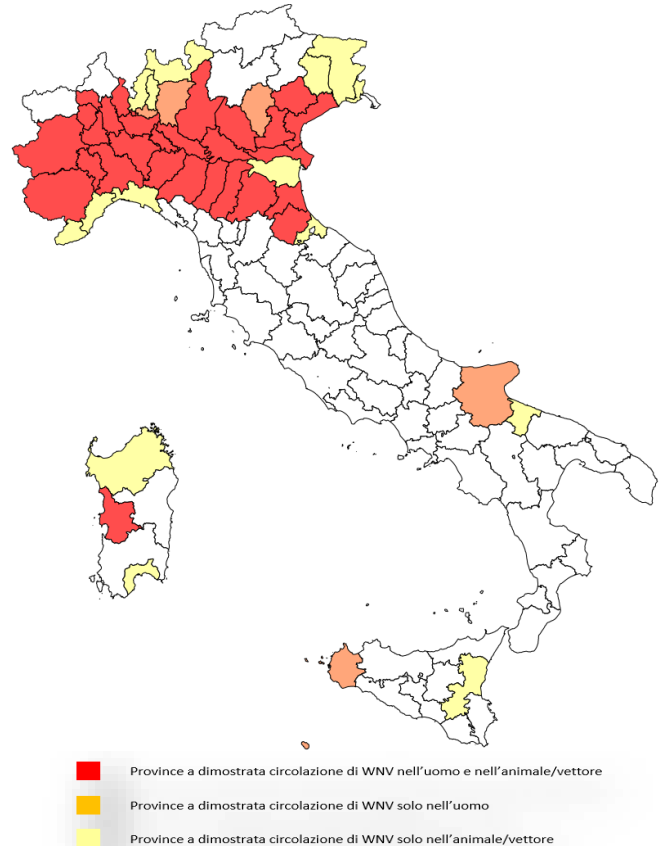 Province a dimostrata circolazione di WNV nell'uomo e nell'animale/vettore
Province a dimostrata circolazione di WNV solo nell'uomo
Province a dimostrata circolazione di WNV solo nell'animale/vettore